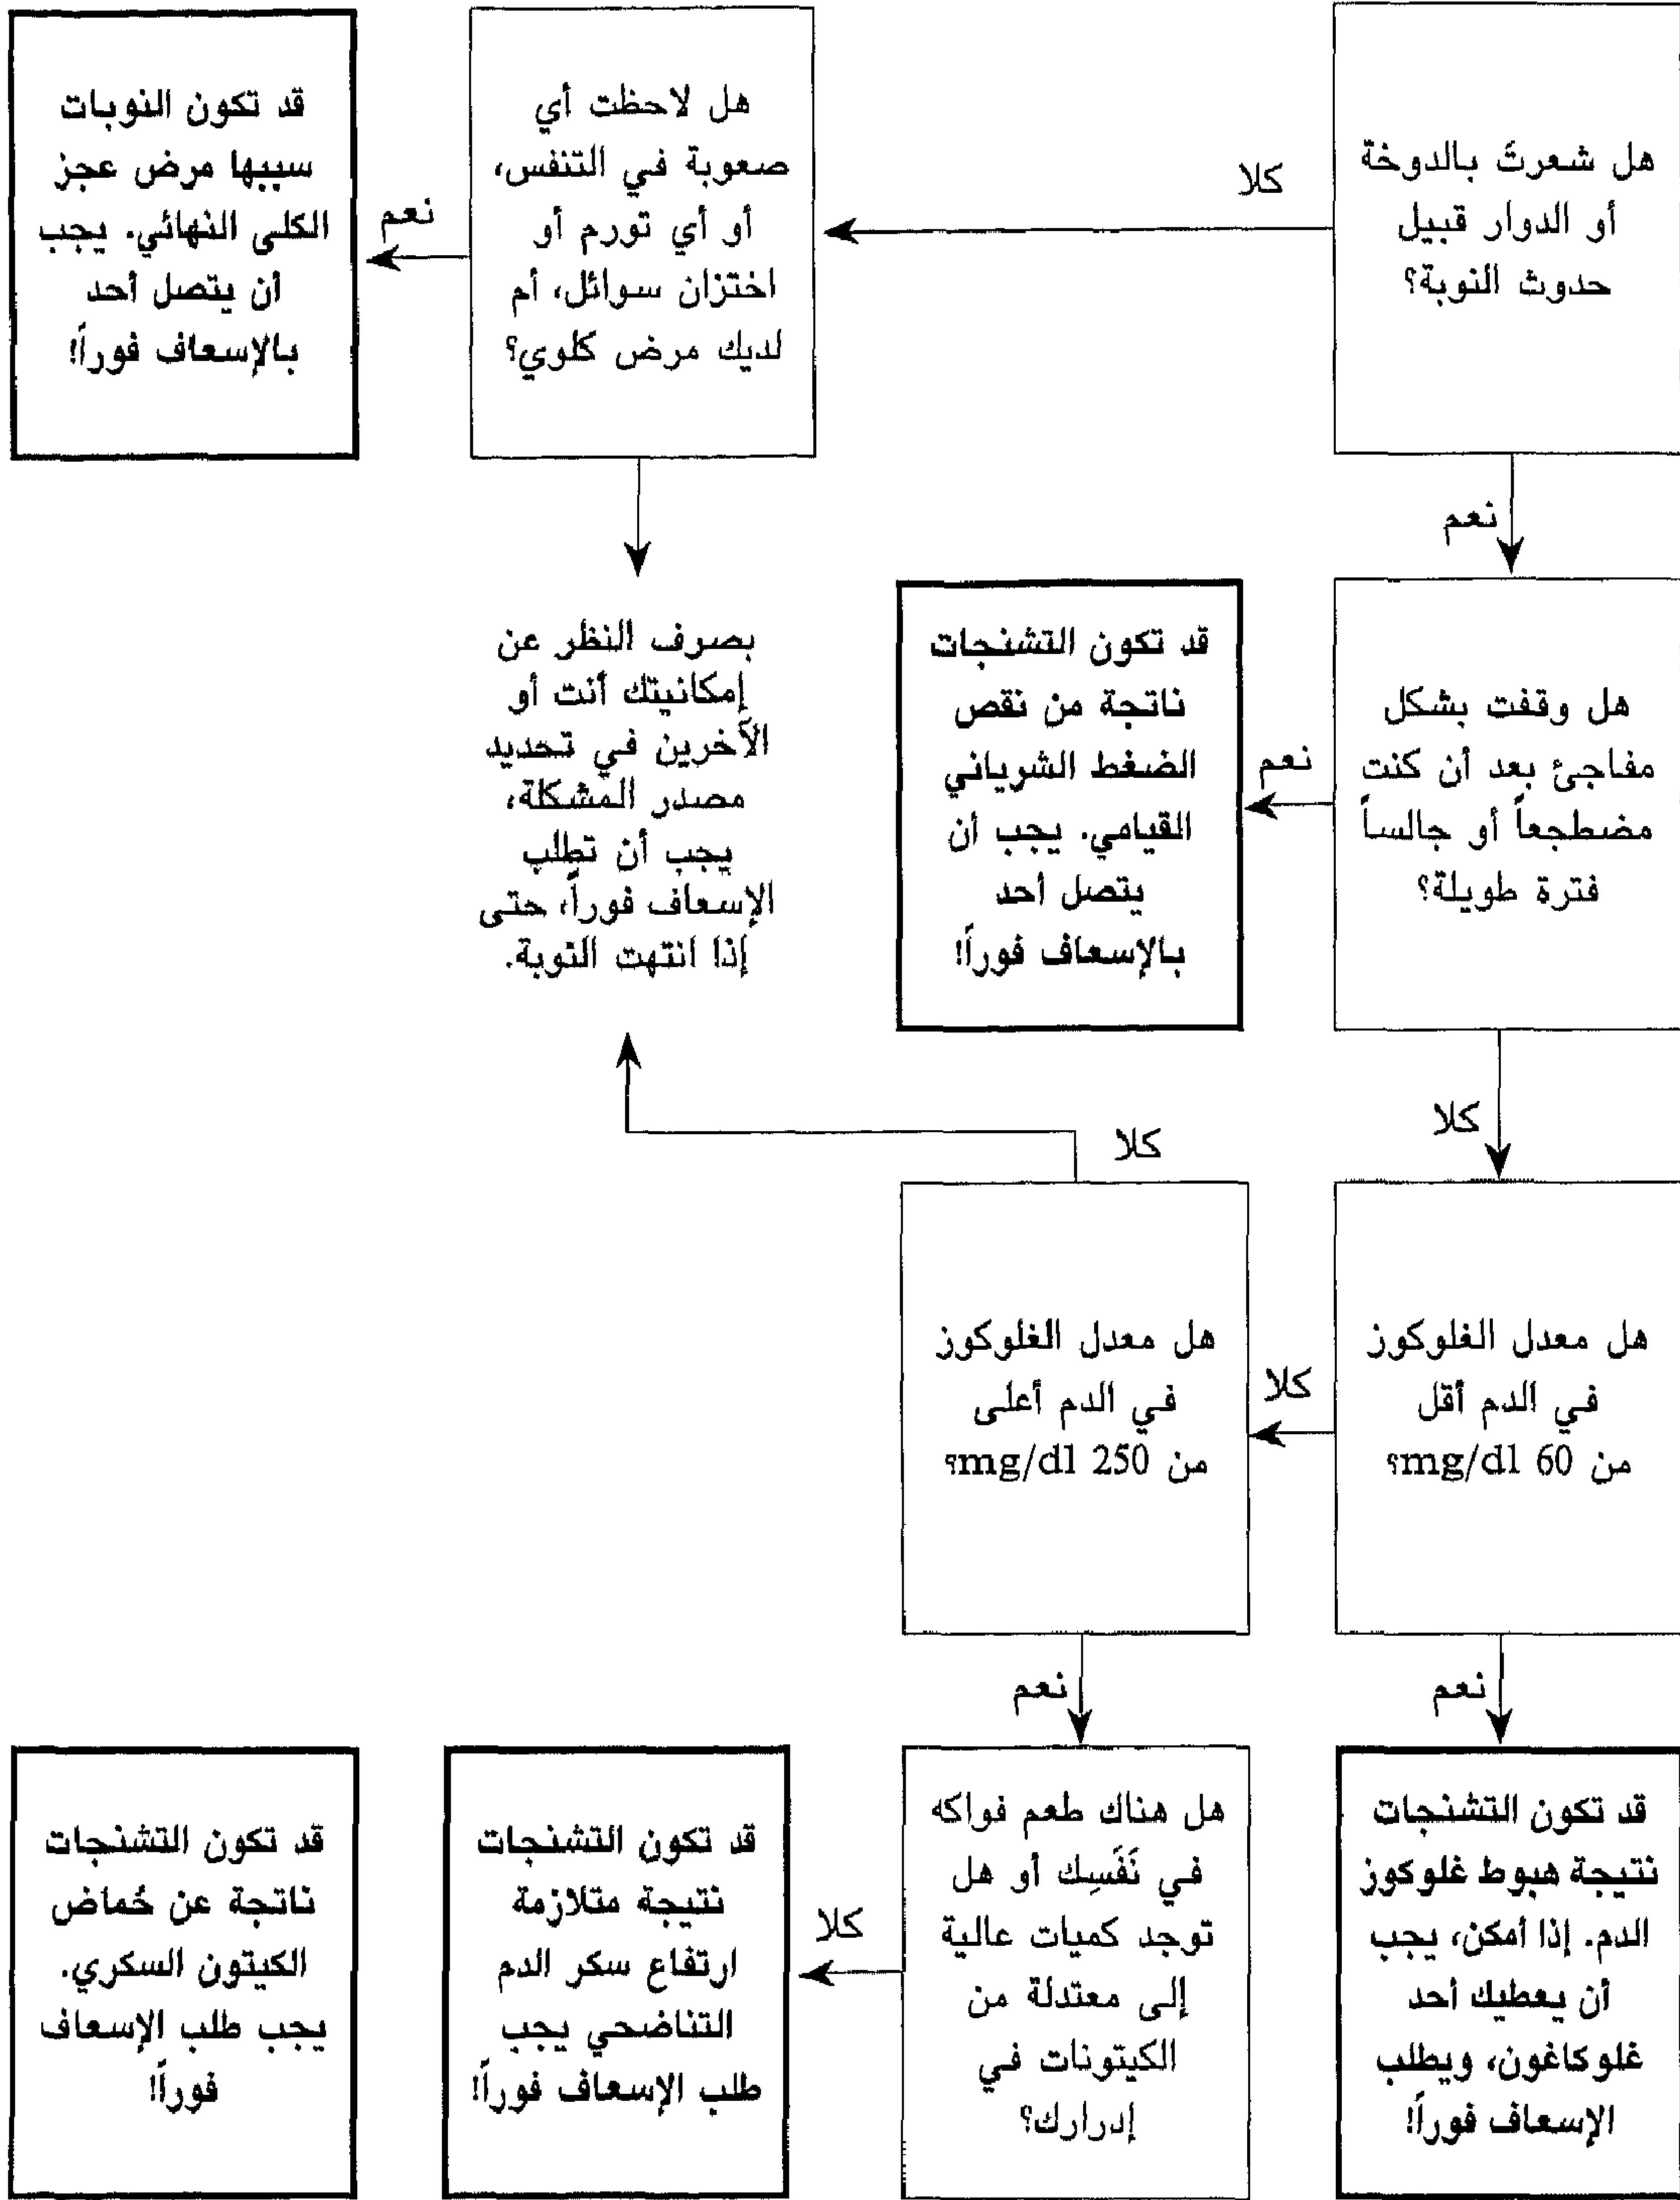 هل شعرتَ بالدوخة
أو الدوار قبيل
حدوث النوبة؟
كلا
هل لاحظت أي
صعوبة في التنفس،
أو أي تورم أو
اختزان سوائل، أم
لديك مرض كلوي؟
نعم
قد تكون النوبات
سببها مرض عجز
الكلى النهائي. يجب
أن يتصل أحد
بالإسعاف فوراً!
نعم
هل وقفت بشكل
مفاجئ بعد أن كنت
مضطجعاً أو جالساً
فترة طويلة؟
نعم
قد تكون التشنجات
ناتجة من نقص
الضغط الشرياني
القيامي. يجب أن
يتصل أحد
بالإسعاف فوراً!
بصرف النظر عن
إمكانيتك أنت أو
الآخرين في تحديد
مصدر المشكلة،
يجب أن تطلب
الإسعاف فوراً، حتى
إذا انتهت النوبة.
كلا
كلا
هل معدل الغلوكوز
في الدم أقل
من 60 mg/dl؟
كلا
هل معدل الغلوكوز
في الدم أعلى
من 250 mg/dl؟
نعم
نعم
قد تكون التشنجات
نتيجة هبوط غلوكوز
الدم. إذا أمكن، يجب
أن يعطيك أحد
غلوكاغون، ويطلب
الإسعاف فوراً!
هل هناك طعم فواكه
في نَفَسِك أو هل
توجد كميات عالية
إلى معتدلة من
الكيتونات في
إدرارك؟
كلا
قد تكون التشنجات
نتيجة متلازمة
ارتفاع سكر الدم
التناضحي يجب
طلب الإسعاف فوراً!
قد تكون التشنجات
ناتجة عن حُماض
الكيتون السكري.
يجب طلب الإسعاف
فوراً!